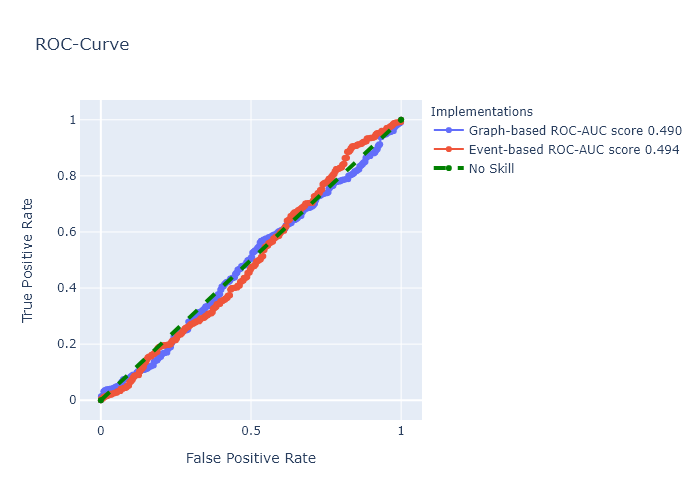 ROC-Curve
Implementations
Graph-based ROC-AUC score 0.490
Event-based ROC-AUC score 0.494
No Skill
True Positive Rate
1
0.8
0.6
0.4
0.2
0
0
0.5
1
False Positive Rate